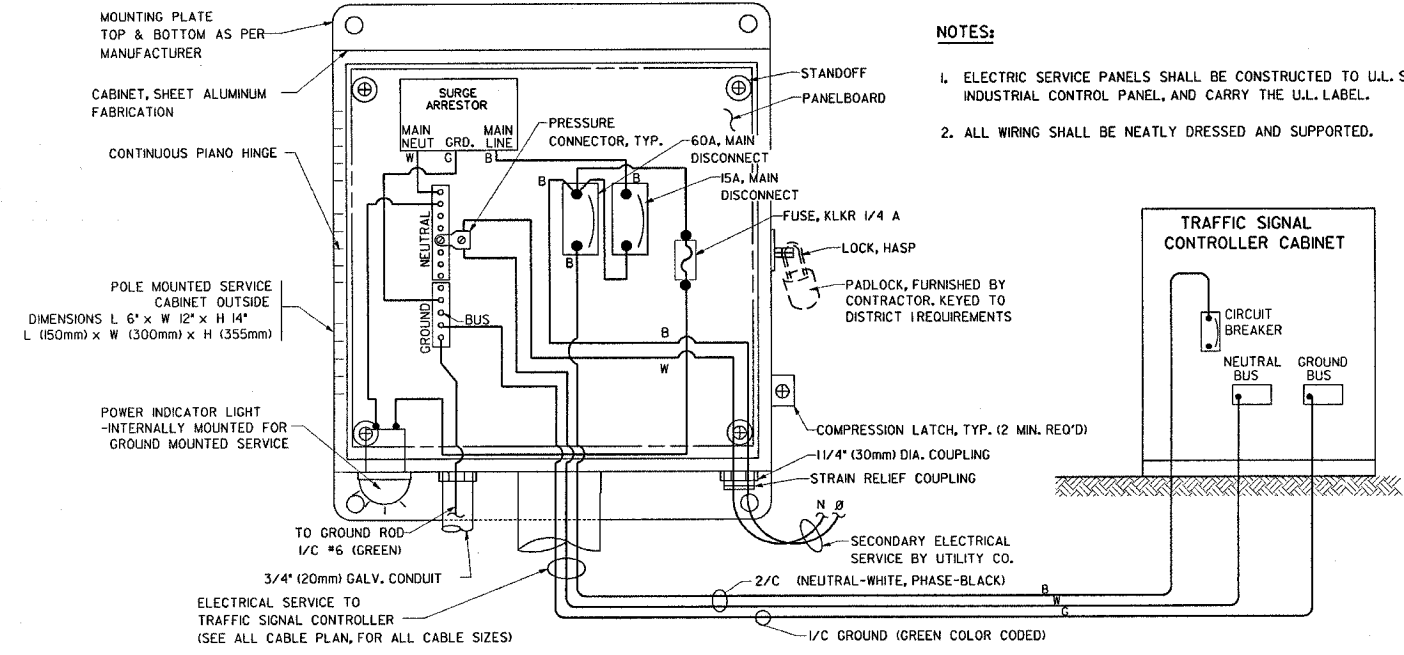 MOUNTING PLATE
TOP & BOTTOM AS PER
MANUFACTURER
CABINET, SHEET ALUMINUM
FABRICATION
CONTINUOUS PIANO HINGE
POLE MOUNTED SERVICE
CABINET OUTSIDE
DIMENSIONS L 6" x W 12" x H 14"
L (150mm) x W (300mm) x H (355mm)
POWER INDICATOR LIGHT
-INTERNALLY MOUNTED FOR
GROUND MOUNTED SERVICE
SURGE
ARRESTOR
MAIN
NEUT
GRD.
MAIN
LINE
W
G
B
PRESSURE
CONNECTOR, TYP.
STANDOFF
PANELBOARD
60A, MAIN
DISCONNECT
B
B
15A, MAIN
DISCONNECT
FUSE, KLKR 1/4 A
NEUTRAL
B
GROUND
BUS
LOCK, HASP
PADLOCK, FURNISHED BY
CONTRACTOR. KEYED TO
DISTRICT 1 REQUIREMENTS
B
W
COMPRESSION LATCH, TYP. (2 MIN. REQ'D)
1 1/4" (30mm) DIA. COUPLING
STRAIN RELIEF COUPLING
N Ø
SECONDARY ELECTRICAL
SERVICE BY UTILITY CO.
TO GROUND ROD
1/C #6 (GREEN)
3/4" (20mm) GALV. CONDUIT
ELECTRICAL SERVICE TO
TRAFFIC SIGNAL CONTROLLER
(SEE ALL CABLE PLAN, FOR ALL CABLE SIZES)
2/C (NEUTRAL-WHITE, PHASE-BLACK)
B
W
G
1/C GROUND (GREEN COLOR CODED)
NOTES:
1. ELECTRIC SERVICE PANELS SHALL BE CONSTRUCTED TO U.L. S
INDUSTRIAL CONTROL PANEL, AND CARRY THE U.L. LABEL.
2. ALL WIRING SHALL BE NEATLY DRESSED AND SUPPORTED.
TRAFFIC SIGNAL
CONTROLLER CABINET
CIRCUIT
BREAKER
NEUTRAL
BUS
GROUND
BUS